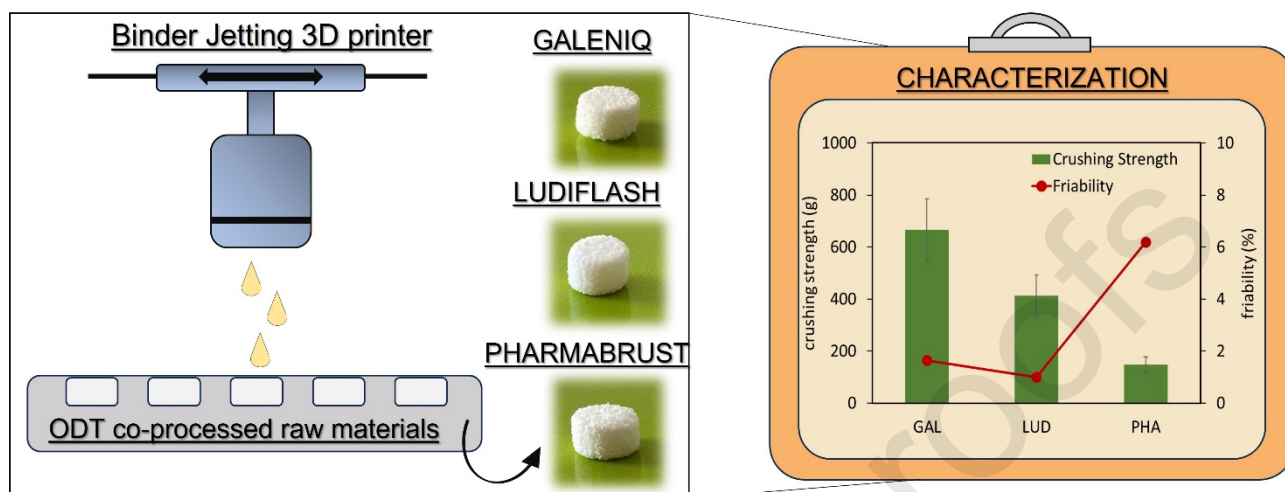 Binder Jetting 3D printer
GALENIQ
LUDIFLASH
PHARMABRUST
ODT co-processed raw materials
CHARACTERIZATION
1000
800
600
400
200
0
crushing strength (g)
Crushing Strength
Friability
10
8
6
4
2
0
friability (%)
GAL
LUD
PHA
roofs